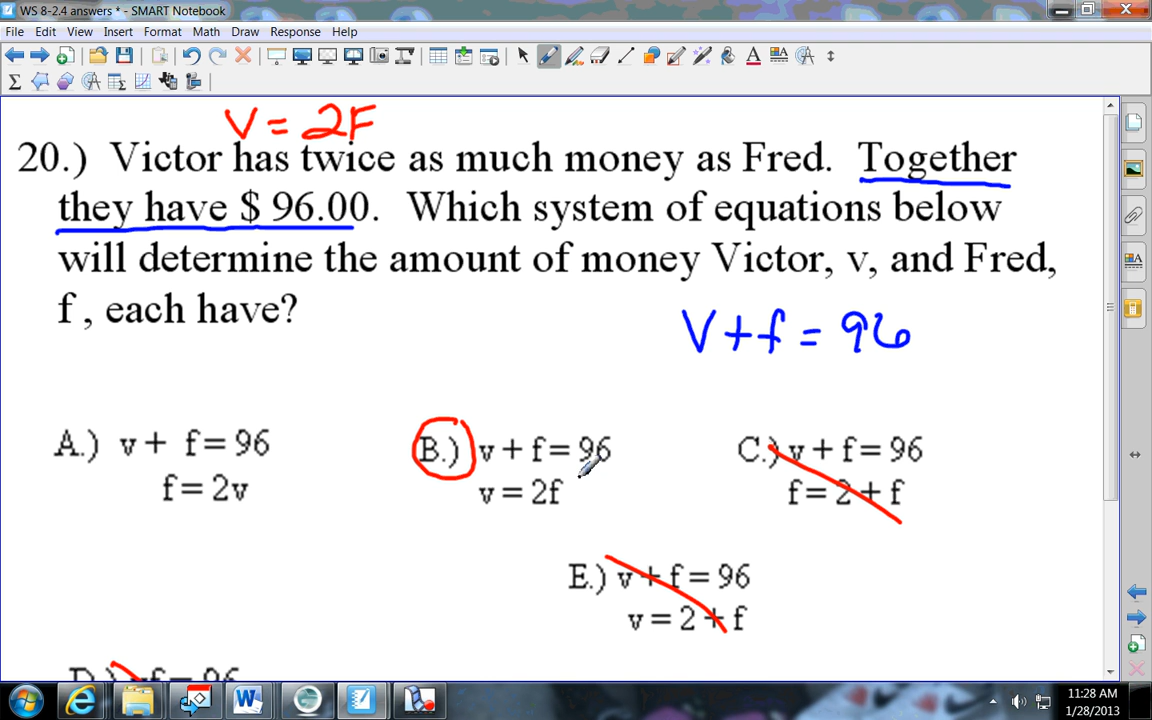 WS 8-2.4 answers * - SMART Notebook
File Edit View Insert Format Math Draw Response Help
V = 2F
20.) Victor has twice as much money as Fred. Together
they have $ 96.00. Which system of equations below
will determine the amount of money Victor, v, and Fred,
f , each have?
V + f = 96
A.) v + f = 96
f = 2v
B.) v + f = 96
v = 2f
C.) v + f = 96
f = 2 + f
E.) v + f = 96
v = 2 + f
D.) vf = 96
11:28 AM
1/28/2013